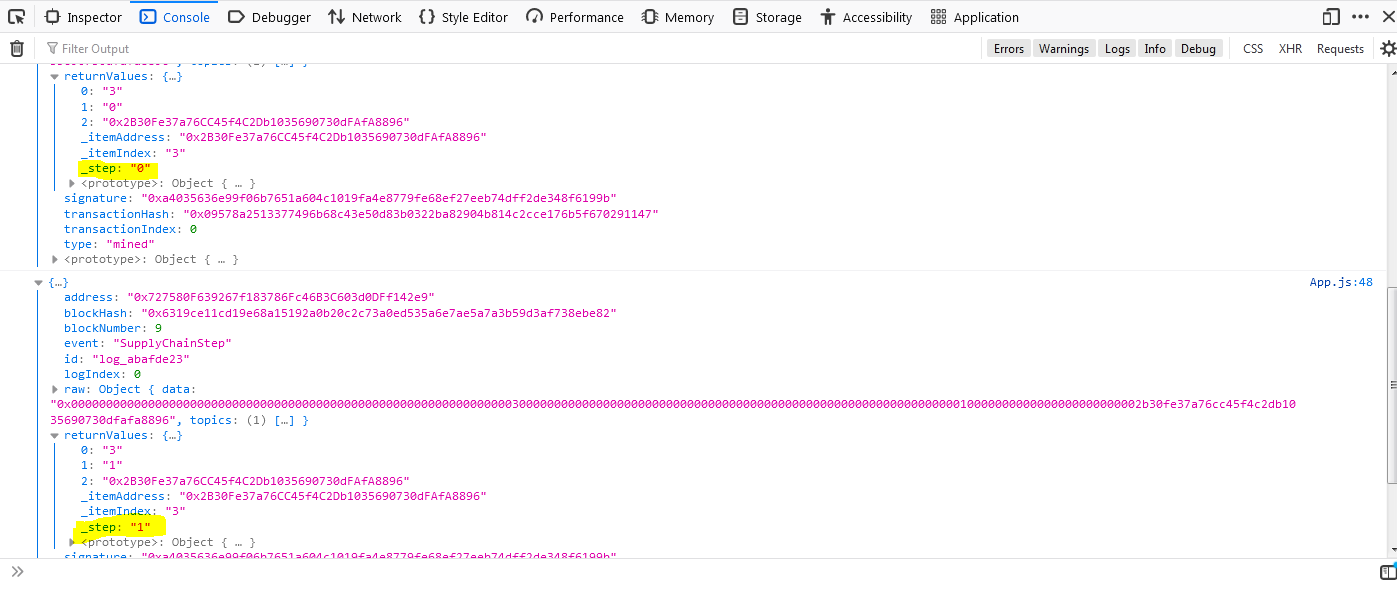 Inspector Console Debugger Network Style Editor Performance Memory Storage Accessibility Application
Filter Output Errors Warnings Logs Info Debug CSS XHR Requests
returnValues: {…}
0: "3"
1: "0"
2: "0x2B30Fe37a76CC45f4C2Db1035690730dFAfA8896"
_itemAddress: "0x2B30Fe37a76CC45f4C2Db1035690730dFAfA8896"
_itemIndex: "3"
_step: "0"
<prototype>: Object { … }
signature: "0xa4035636e99f06b7651a604c1019fa4e8779fe68ef27eeb74dff2de348f6199b"
transactionHash: "0x09578a2513377496b68c43e50d83b0322ba82904b814c2cce176b5f670291147"
transactionIndex: 0
type: "mined"
<prototype>: Object { … }
{…} App.js:48
address: "0x727580F639267f183786Fc46B3C603d0DFf142e9"
blockHash: "0x6319ce11cd19e68a15192a0b20c2c73a0ed535a6e7ae5a7a3b59d3af738ebe82"
blockNumber: 9
event: "SupplyChainStep"
id: "log_abafde23"
logIndex: 0
raw: Object { data:
"0x000000000000000000000000000000000000000000000000000000000000000300000000000000000000000000000000000000000000000000000000000000010000000000000000000000002b30fe37a76cc45f4c2db10
35690730dfafa8896", topics: (1) […] }
returnValues: {…}
0: "3"
1: "1"
2: "0x2B30Fe37a76CC45f4C2Db1035690730dFAfA8896"
_itemAddress: "0x2B30Fe37a76CC45f4C2Db1035690730dFAfA8896"
_itemIndex: "3"
_step: "1"
<prototype>: Object { … }
signature: "0xa4035636e99f06b7651a604c1019fa4e8779fe68ef27eeb74dff2de348f6199b"